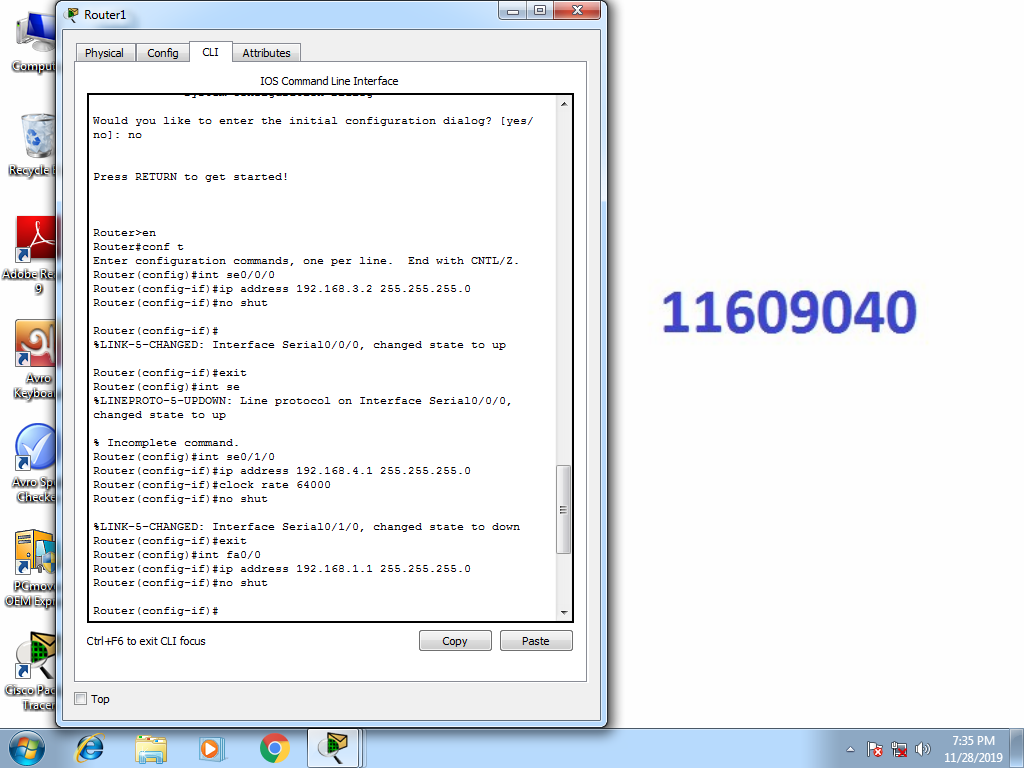 Router1
Physical Config CLI Attributes
IOS Command Line Interface
Would you like to enter the initial configuration dialog? [yes/
no]: no
Press RETURN to get started!
Router>en
Router#conf t
Enter configuration commands, one per line.  End with CNTL/Z.
Router(config)#int se0/0/0
Router(config-if)#ip address 192.168.3.2 255.255.255.0
Router(config-if)#no shut
Router(config-if)#
%LINK-5-CHANGED: Interface Serial0/0/0, changed state to up
Router(config-if)#exit
Router(config)#int se
%LINEPROTO-5-UPDOWN: Line protocol on Interface Serial0/0/0,
changed state to up
% Incomplete command.
Router(config)#int se0/1/0
Router(config-if)#ip address 192.168.4.1 255.255.255.0
Router(config-if)#clock rate 64000
Router(config-if)#no shut
%LINK-5-CHANGED: Interface Serial0/1/0, changed state to down
Router(config-if)#exit
Router(config)#int fa0/0
Router(config-if)#ip address 192.168.1.1 255.255.255.0
Router(config-if)#no shut
Router(config-if)#
Ctrl+F6 to exit CLI focus
Copy Paste
Top
Comput
Recycle
Adobe Re
9
Avro
Keyboa
Avro Sp
Checke
PCmov
OEM Exp
Cisco Pac
Tracer
11609040
7:35 PM
11/28/2019